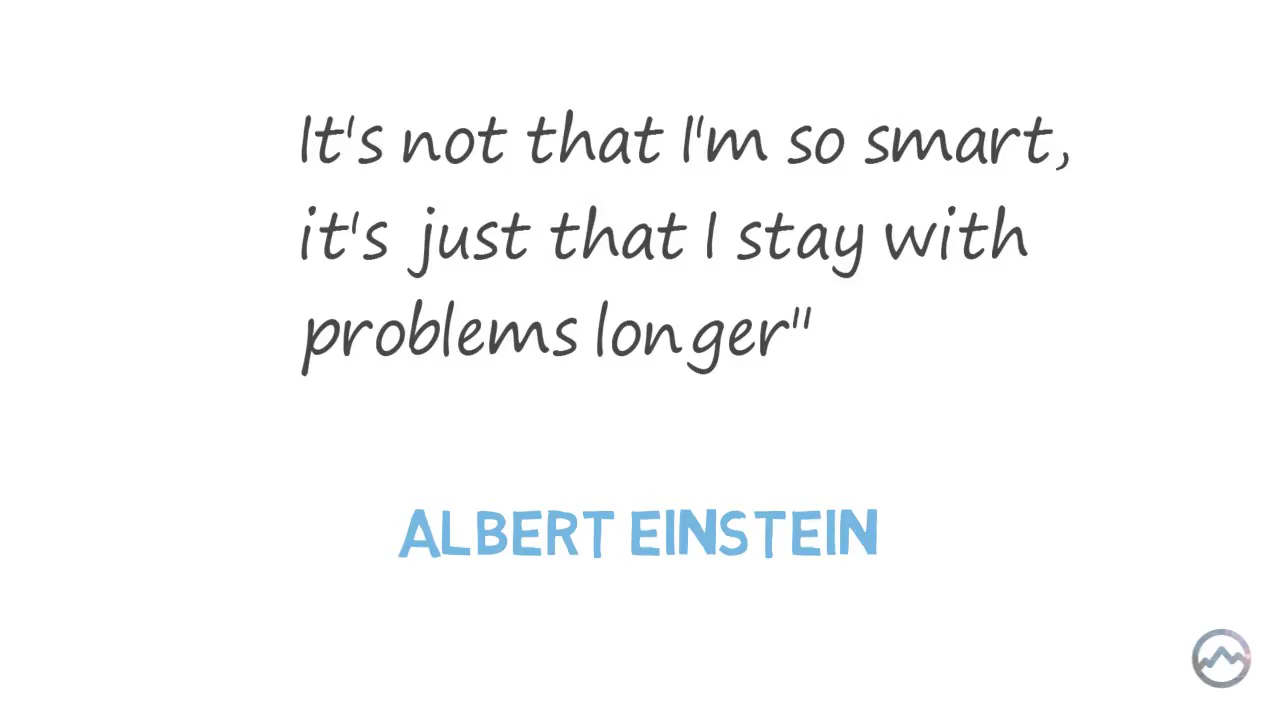 It's not that I'm so smart,
it's just that I stay with
problems longer"
ALBERT EINSTEIN